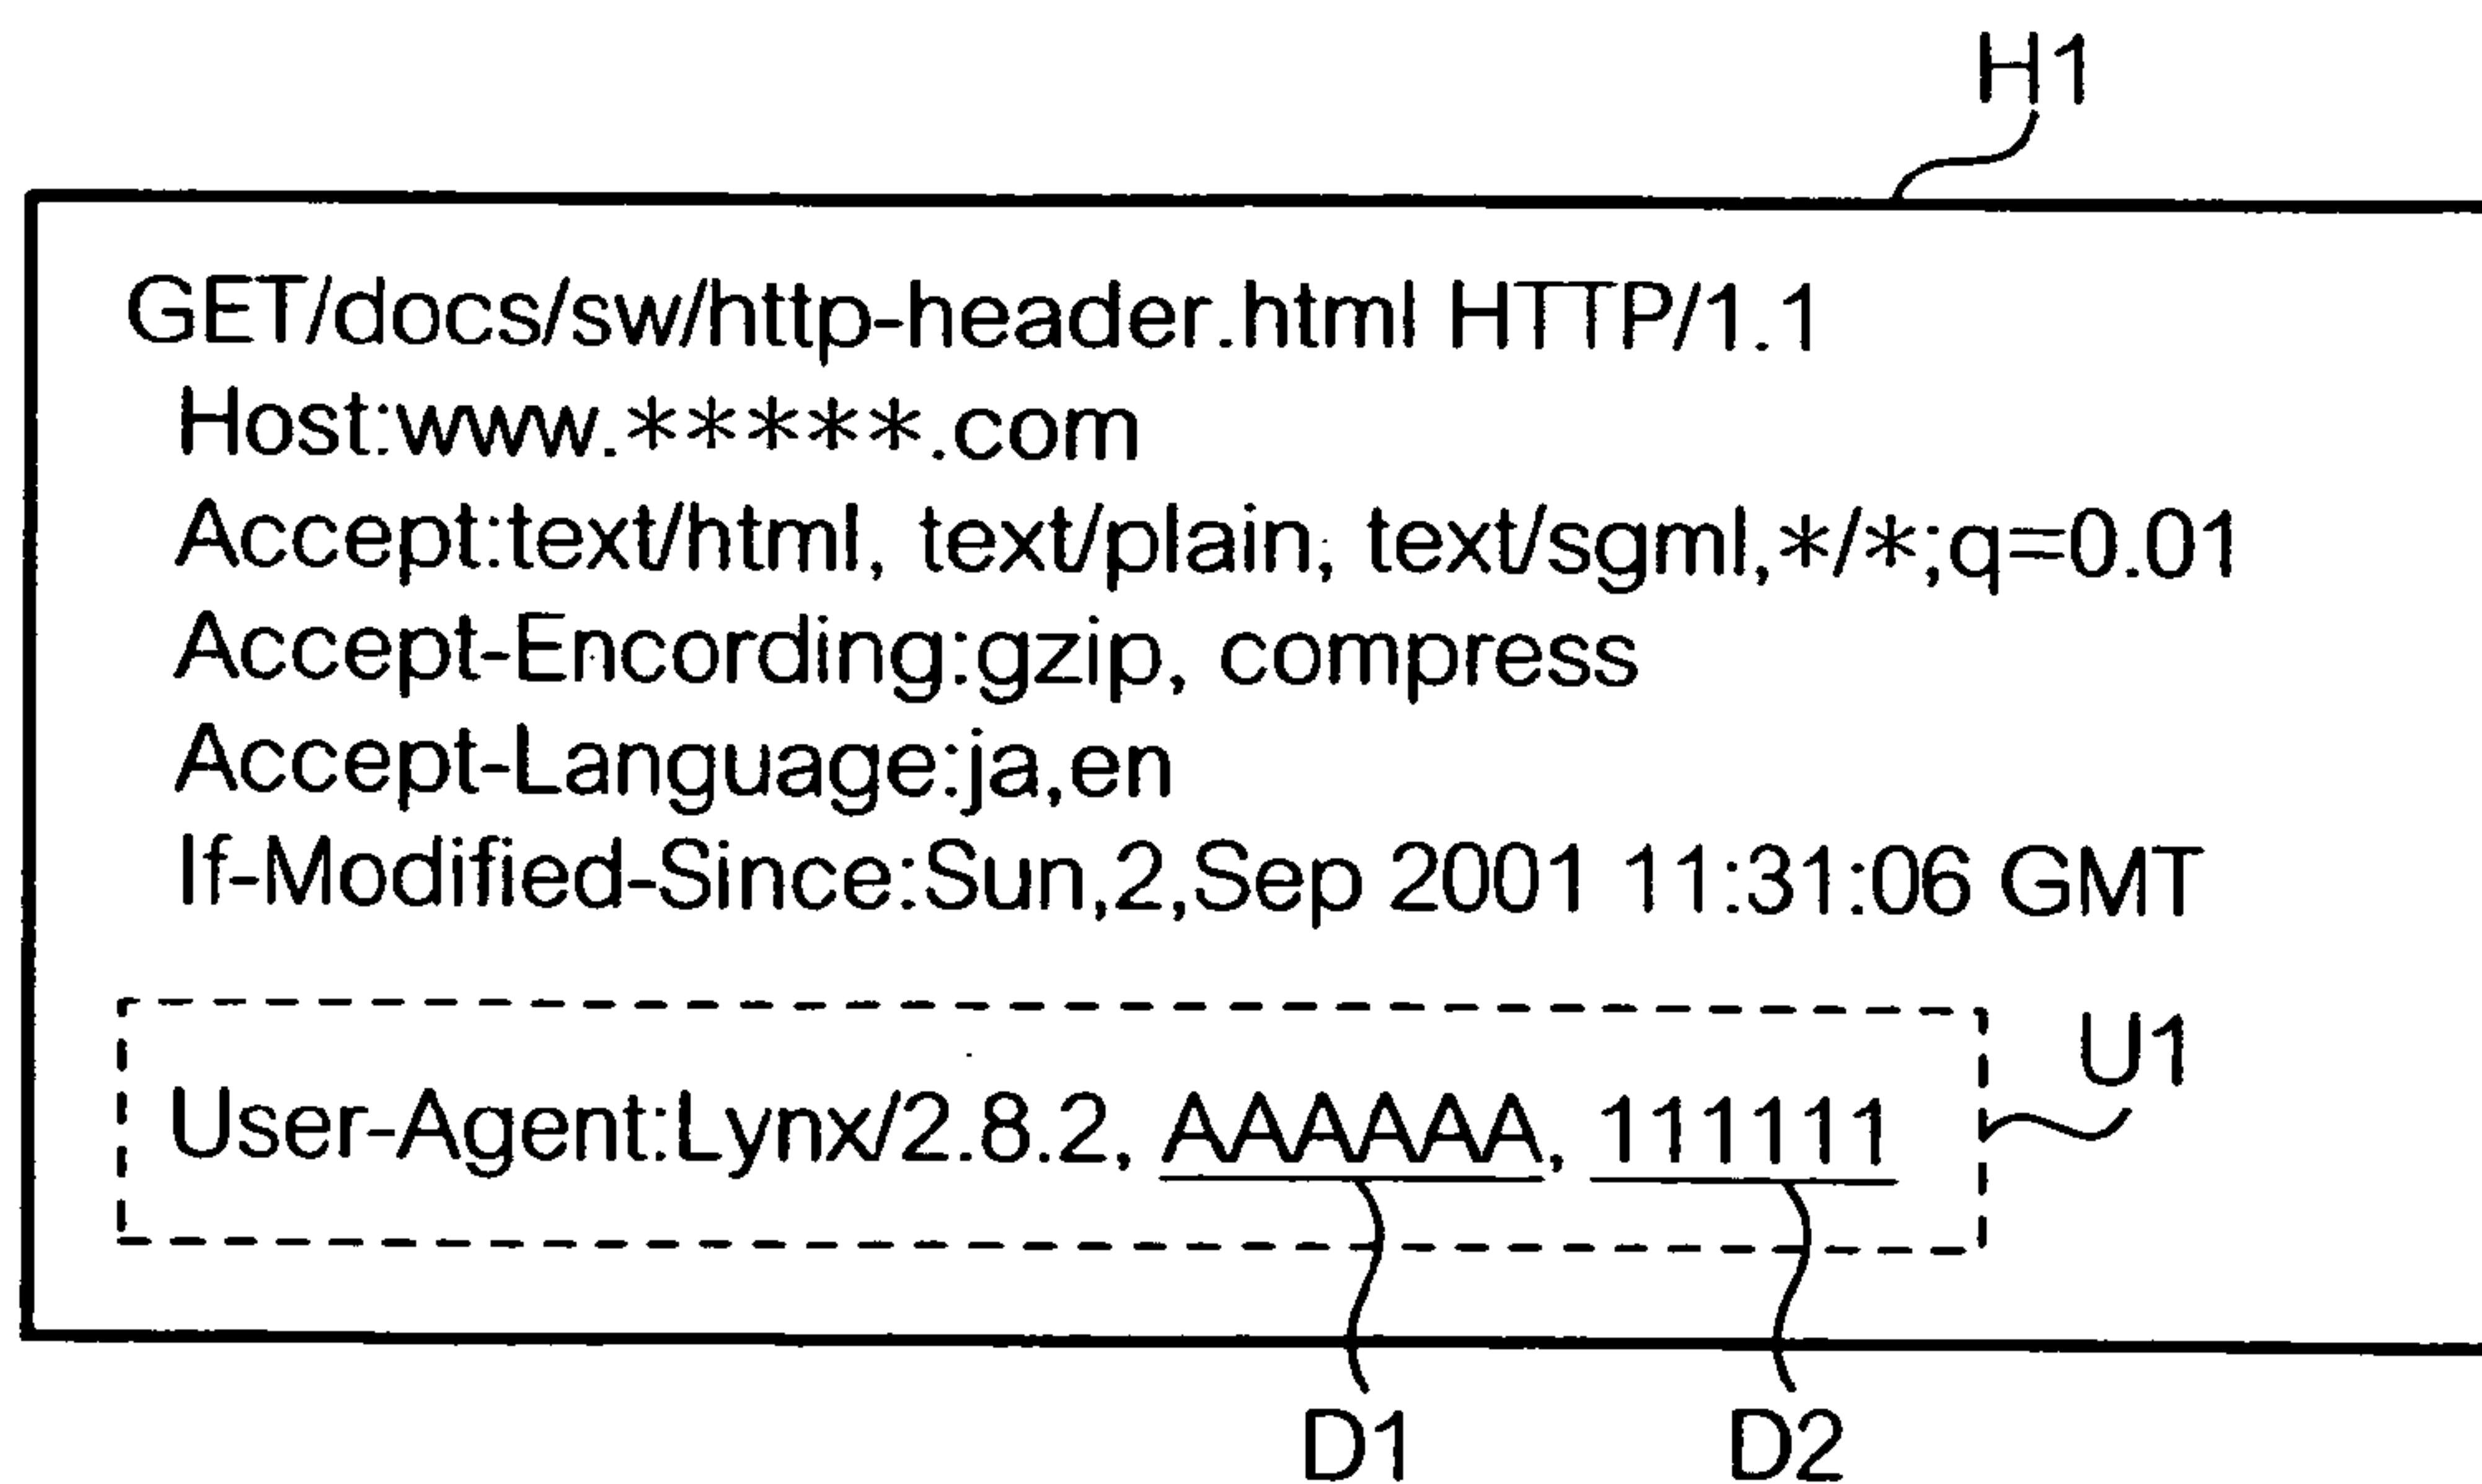 H1
GET/docs/sw/http-header.html HTTP/1.1
Host:www.*****.com
Accept:text/html, text/plain, text/sgml,*/*;q=0.01
Accept-Encording:gzip, compress
Accept-Language:ja,en
If-Modified-Since:Sun,2,Sep 2001 11:31:06 GMT
U1
User-Agent:Lynx/2.8.2, AAAAAA, 111111
D1 D2